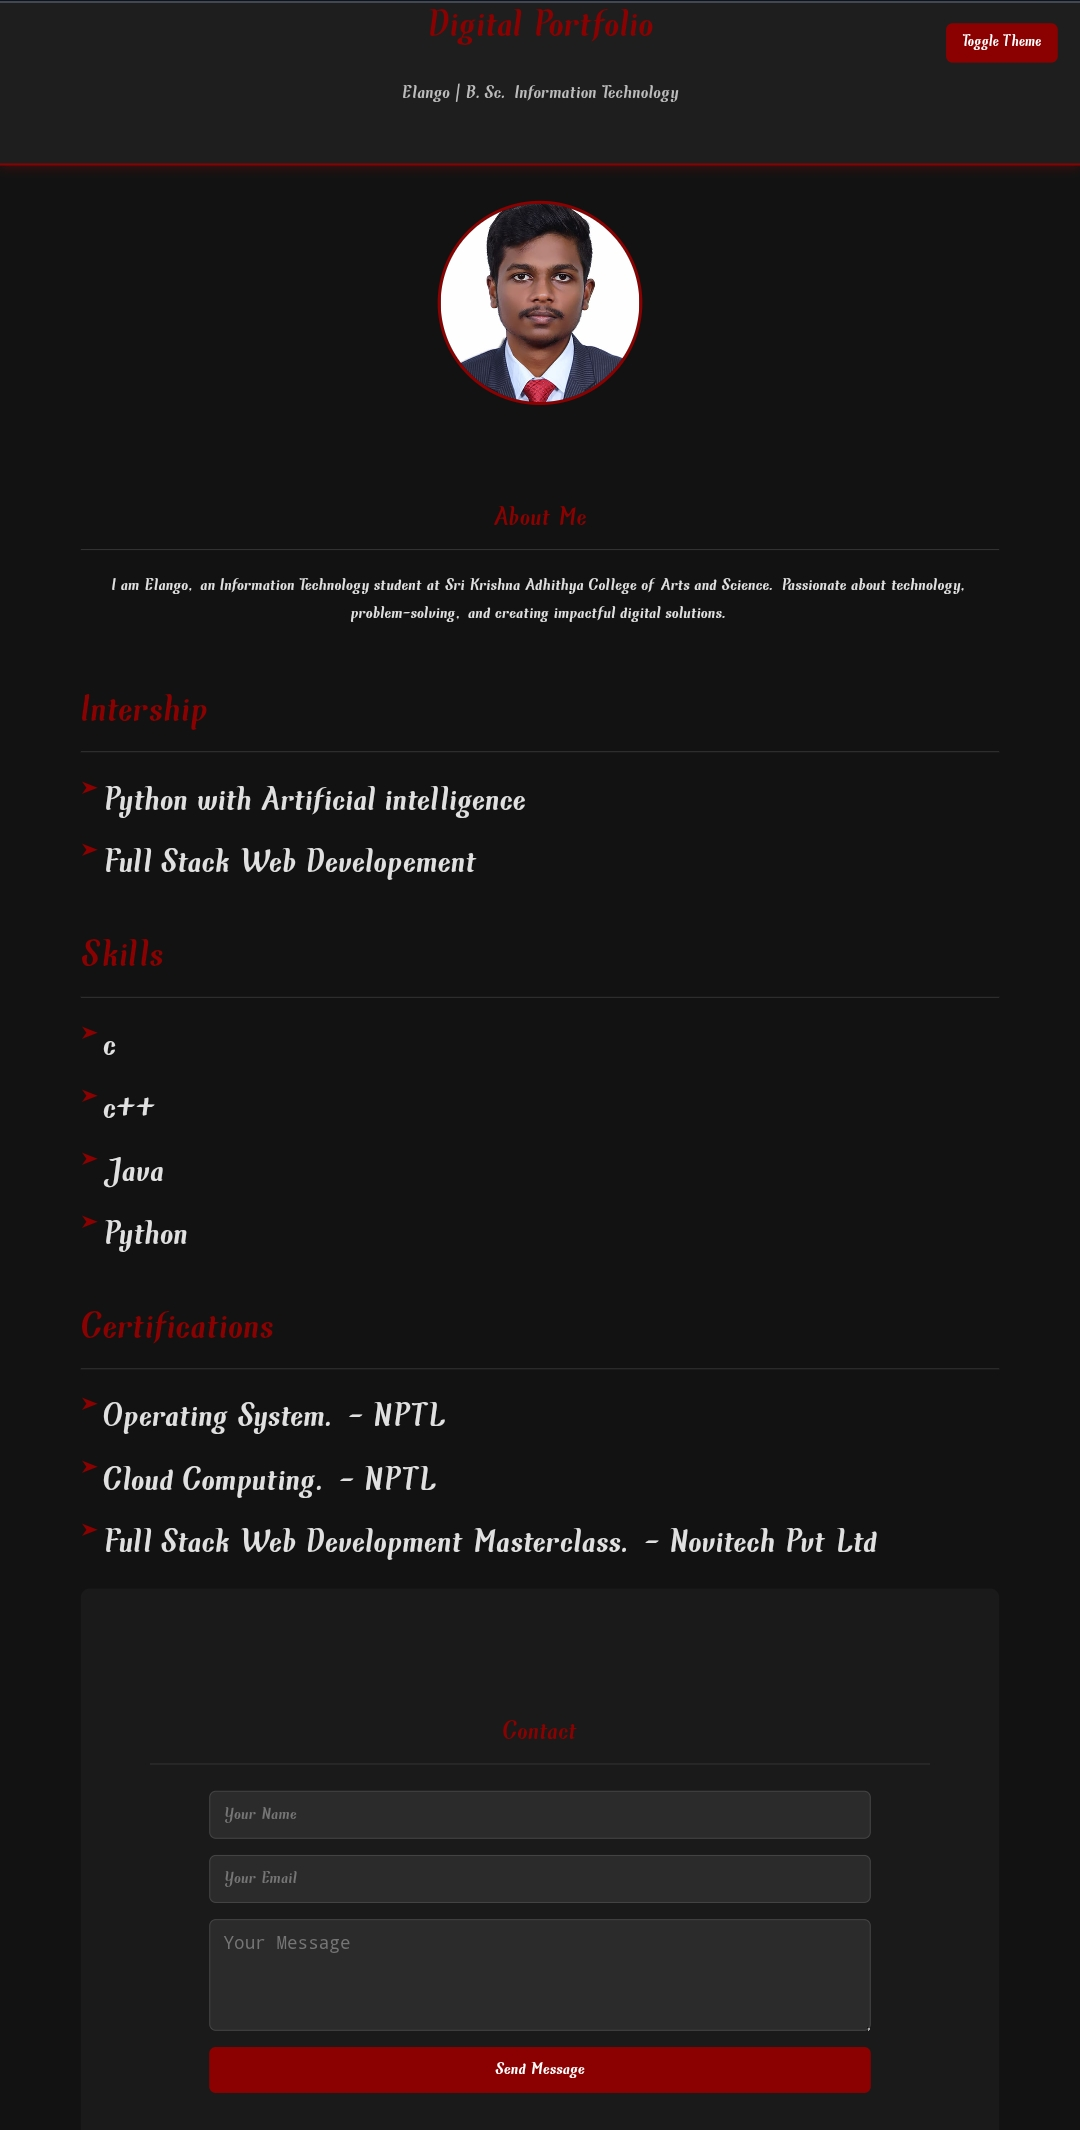 Digital Portfolio
Toggle Theme
Elango | B. Sc. Information Technology
About Me
I am Elango, an Information Technology student at Sri Krishna Adhithya College of Arts and Science. Passionate about technology,
problem-solving, and creating impactful digital solutions.
Intership
➤ Python with Artificial intelligence
➤ Full Stack Web Developement
Skills
➤ c
➤ c++
➤ Java
➤ Python
Certifications
➤ Operating System. - NPTL
➤ Cloud Computing. - NPTL
➤ Full Stack Web Development Masterclass. - Novitech Pvt Ltd
Contact
Your Name
Your Email
Your Message
Send Message